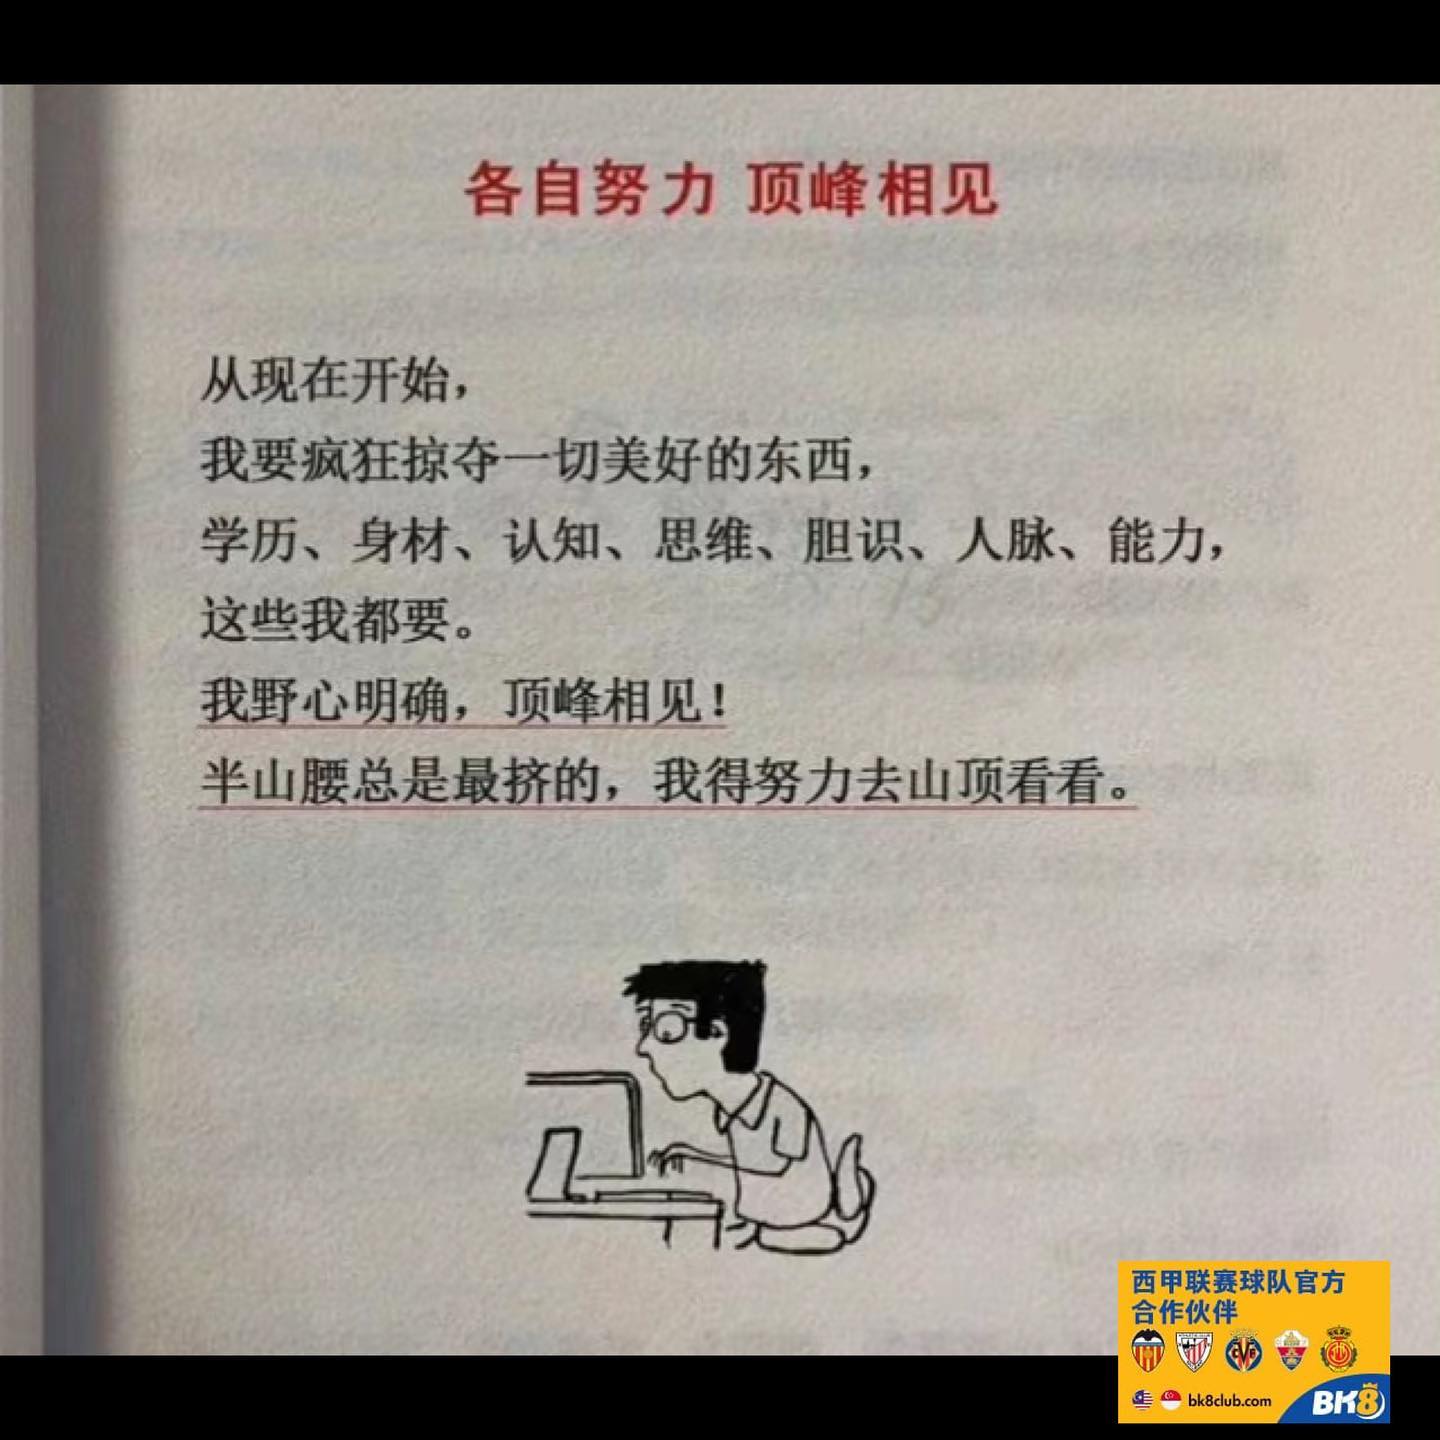 各自努力 顶峰相见
从现在开始，
我要疯狂掠夺一切美好的东西，
学历、身材、认知、思维、胆识、人脉、能力，
这些我都要。
我野心明确，顶峰相见！
半山腰总是最挤的，我得努力去山顶看看。
西甲联赛球队官方
合作伙伴
bk8club.com
BK8